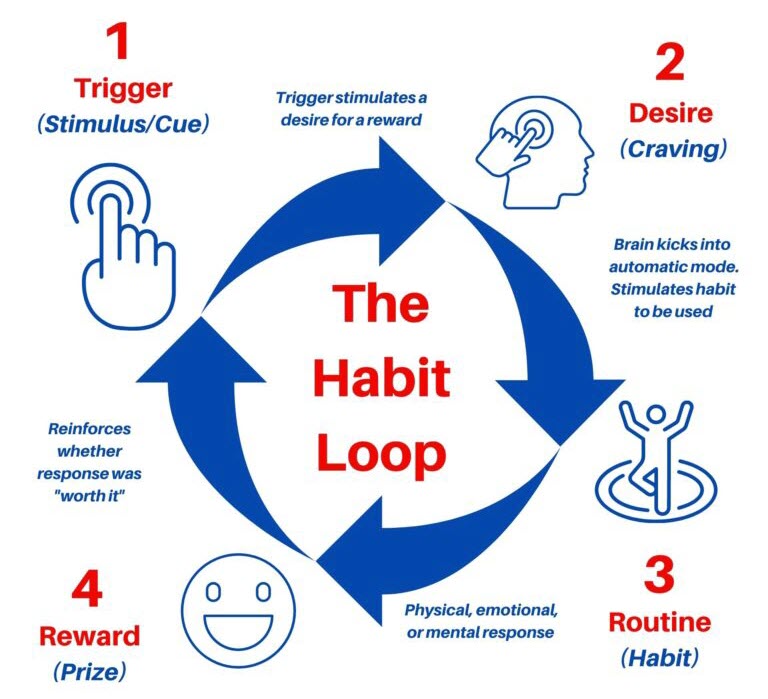 1
Trigger
(Stimulus/Cue)
Trigger stimulates a
desire for a reward
2
Desire
(Craving)
Brain kicks into
automatic mode.
Stimulates habit
to be used
The
Habit
Loop
3
Routine
(Habit)
Physical, emotional,
or mental response
4
Reward
(Prize)
Reinforces
whether
response was
"worth it"